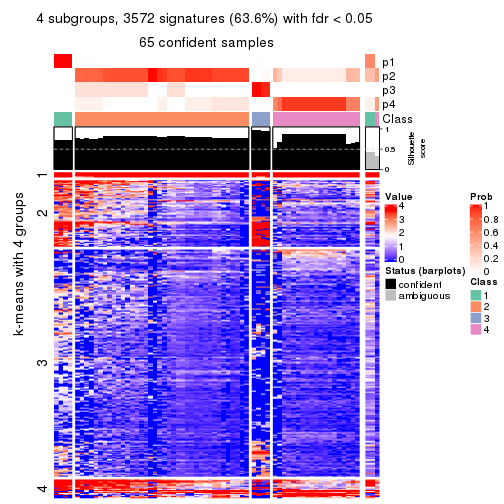 4 subgroups, 3572 signatures (63.6%) with fdr < 0.05
65 confident samples
p1
p2
p3
p4
Class
1
0.5
0
Silhouette
score
k-means with 4 groups
1
2
3
4
Value
4
3
2
1
0
Status (barplots)
confident
ambiguous
Prob
1
0.8
0.6
0.4
0.2
0
Class
1
2
3
4